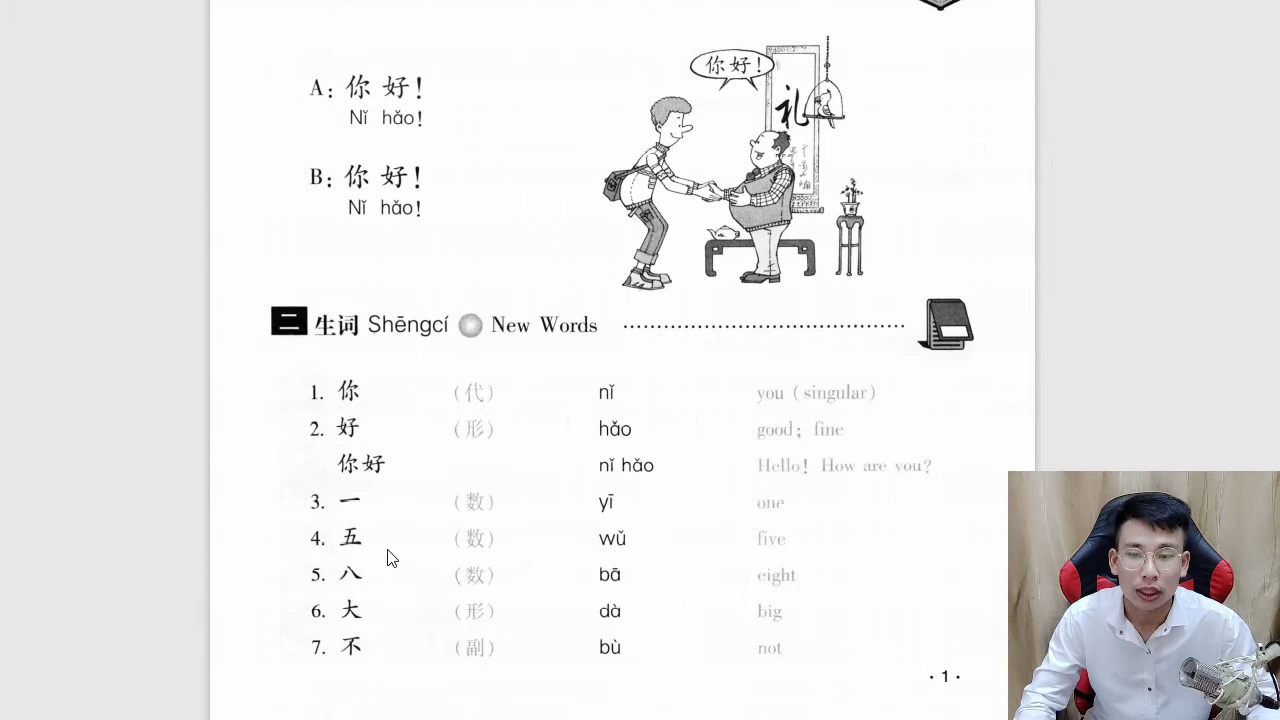 你好！
礼
A：你 好！
Nǐ hǎo!
B：你 好！
Nǐ hǎo!
二 生词 Shēngcí New Words
1. 你 （代） nǐ you（singular）
2. 好 （形） hǎo good；fine
你好 nǐ hǎo Hello！How are you？
3. 一 （数） yī one
4. 五 （数） wǔ five
5. 八 （数） bā eight
6. 大 （形） dà big
7. 不 （副） bù not
· 1 ·